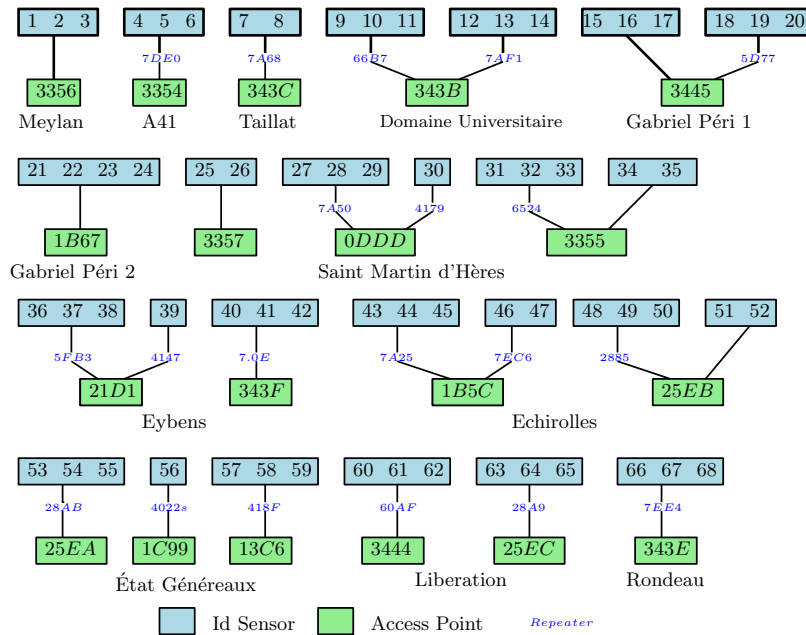 1 2 3 4 5 6 7 8 9 10 11 12 13 14 15 16 17 18 19 20
7DE0 7A68 66B7 7AF1 5D77
3356 3354 343C 343B 3445
Meylan A41 Taillat Domaine Universitaire Gabriel Péri 1
21 22 23 24 25 26 27 28 29 30 31 32 33 34 35
7A50 4179 6524
1B67 3357 0DDD 3355
Gabriel Péri 2 Saint Martin d'Hères
36 37 38 39 40 41 42 43 44 45 46 47 48 49 50 51 52
5FB3 4147 7.0E 7A25 7EC6 2885
21D1 343F 1B5C 25EB
Eybens Echirolles
53 54 55 56 57 58 59 60 61 62 63 64 65 66 67 68
28AB 4022s 418F 60AF 28A9 7EE4
25EA 1C99 13C6 3444 25EC 343E
État Généreaux Liberation Rondeau
Id Sensor Access Point Repeater